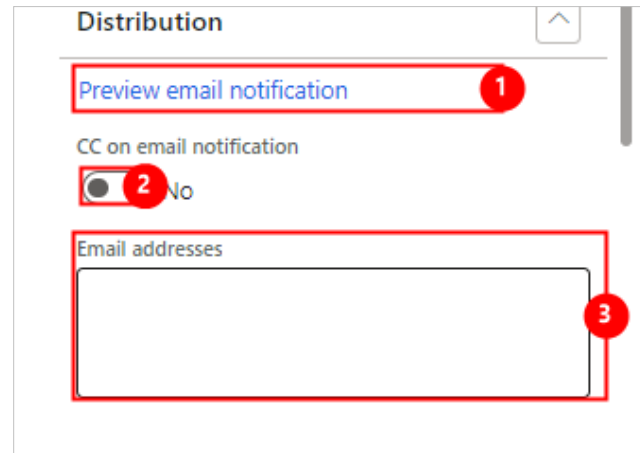 Distribution
Preview email notification 1
CC on email notification
2 No
Email addresses
3